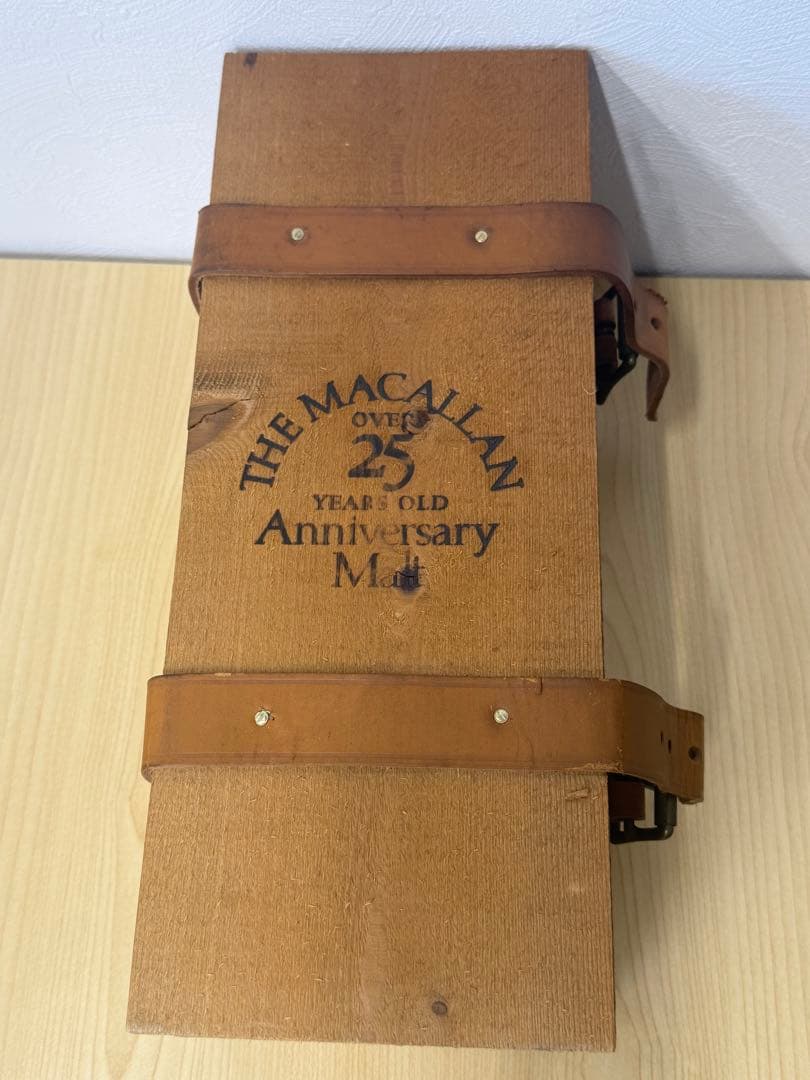 THE MACALLAN
OVER
25
YEARS OLD
Anniversary
Malt